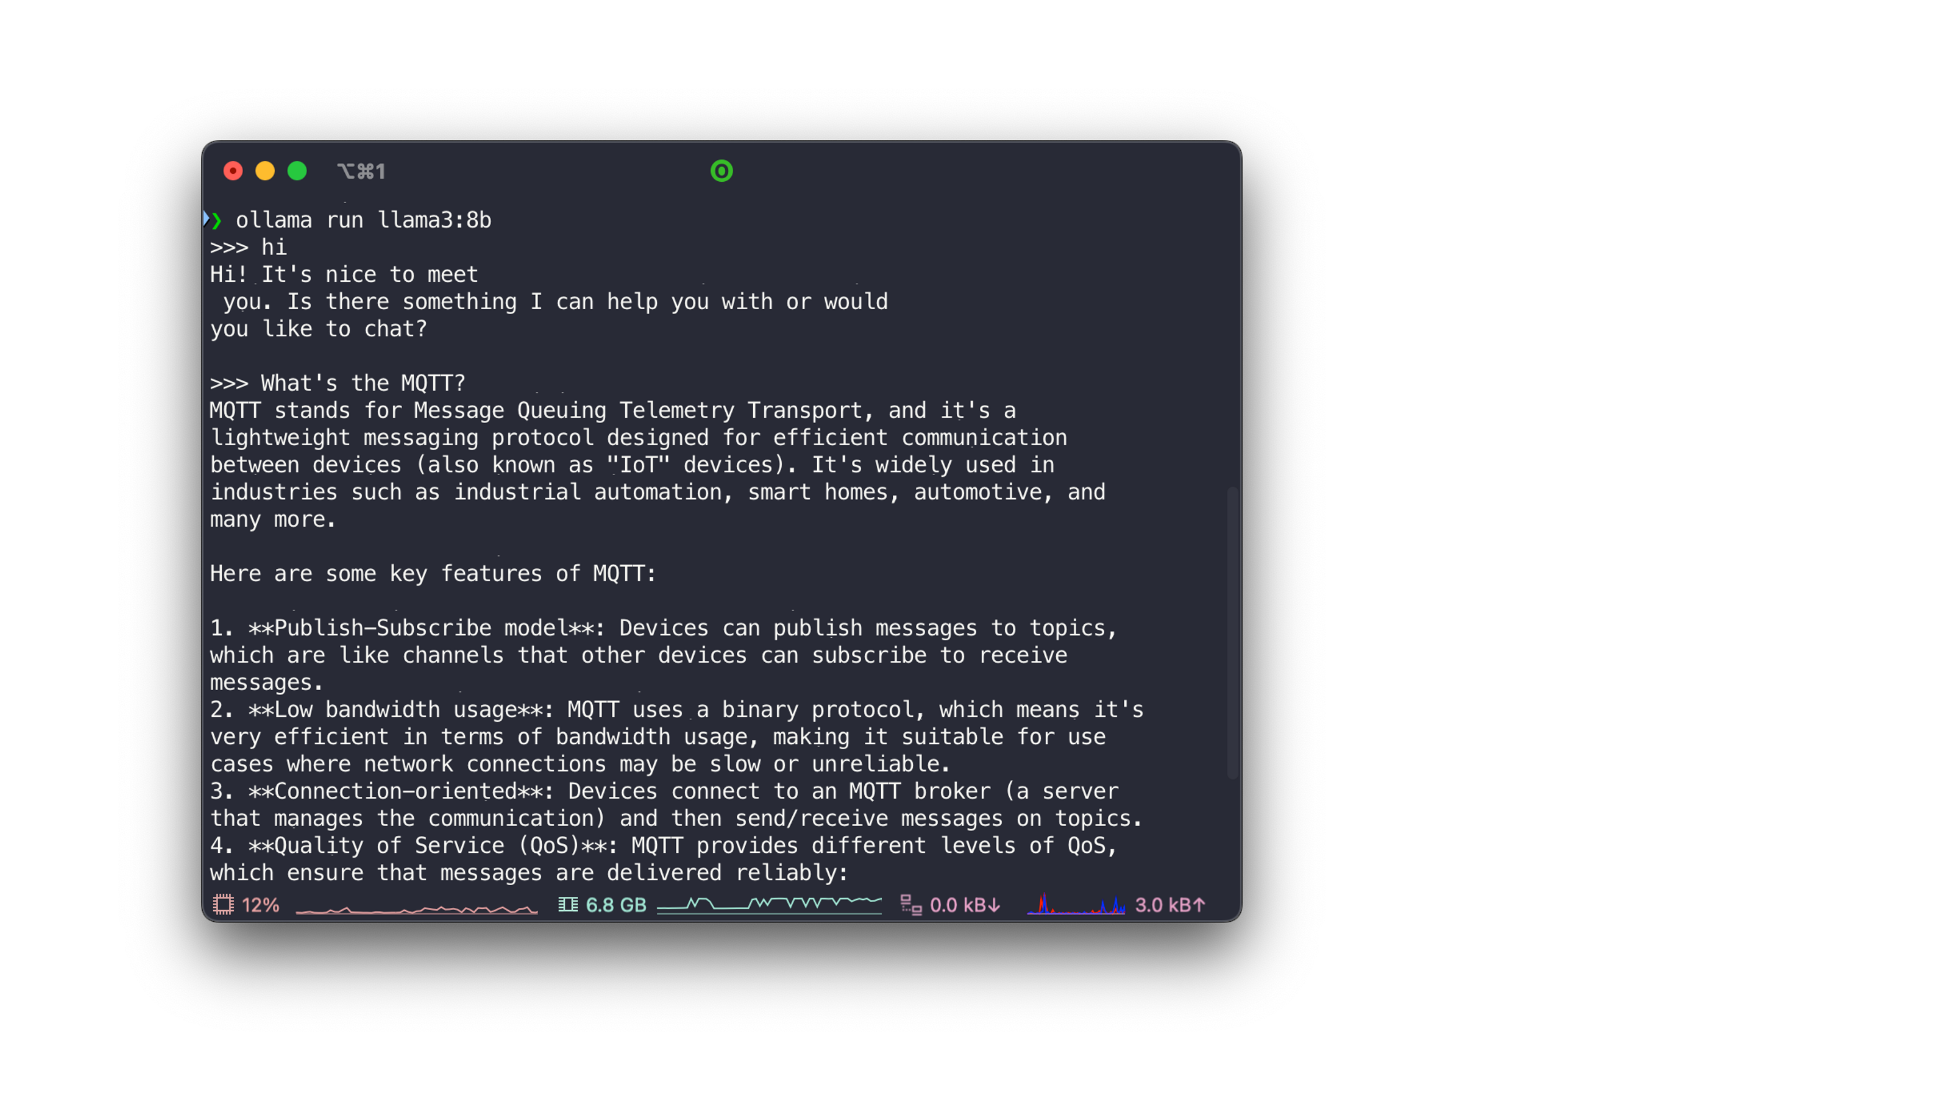 ⌥⌘1
❯ ollama run llama3:8b
>>> hi
Hi! It's nice to meet
 you. Is there something I can help you with or would
you like to chat?
>>> What's the MQTT?
MQTT stands for Message Queuing Telemetry Transport, and it's a
lightweight messaging protocol designed for efficient communication
between devices (also known as "IoT" devices). It's widely used in
industries such as industrial automation, smart homes, automotive, and
many more.
Here are some key features of MQTT:
1. **Publish-Subscribe model**: Devices can publish messages to topics,
which are like channels that other devices can subscribe to receive
messages.
2. **Low bandwidth usage**: MQTT uses a binary protocol, which means it's
very efficient in terms of bandwidth usage, making it suitable for use
cases where network connections may be slow or unreliable.
3. **Connection-oriented**: Devices connect to an MQTT broker (a server
that manages the communication) and then send/receive messages on topics.
4. **Quality of Service (QoS)**: MQTT provides different levels of QoS,
which ensure that messages are delivered reliably:
12% 6.8 GB 0.0 kB↓ 3.0 kB↑